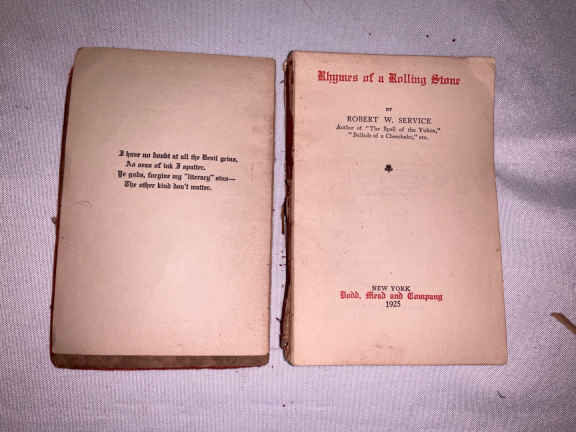 I have no doubt at all the Devil grins,
As seas of ink I spatter.
Ye gods, forgive my "literary" sins—
The other kind don't matter.
Rhymes of a Rolling Stone
BY
ROBERT W. SERVICE
Author of "The Spell of the Yukon,"
"Ballads of a Cheechako," etc.
NEW YORK
Dodd, Mead and Company
1925